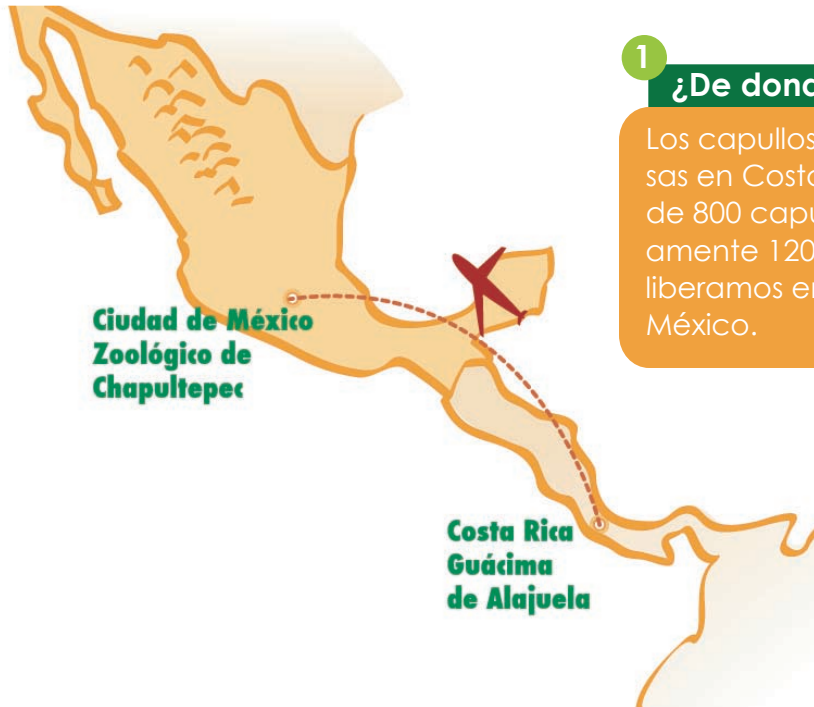 1
¿De dond
Los capullos
sas en Costa
de 800 capu
amente 120
liberamos en
México.
Ciudad de México
Zoológico de
Chapultepec
Costa Rica
Guácima
de Alajuela